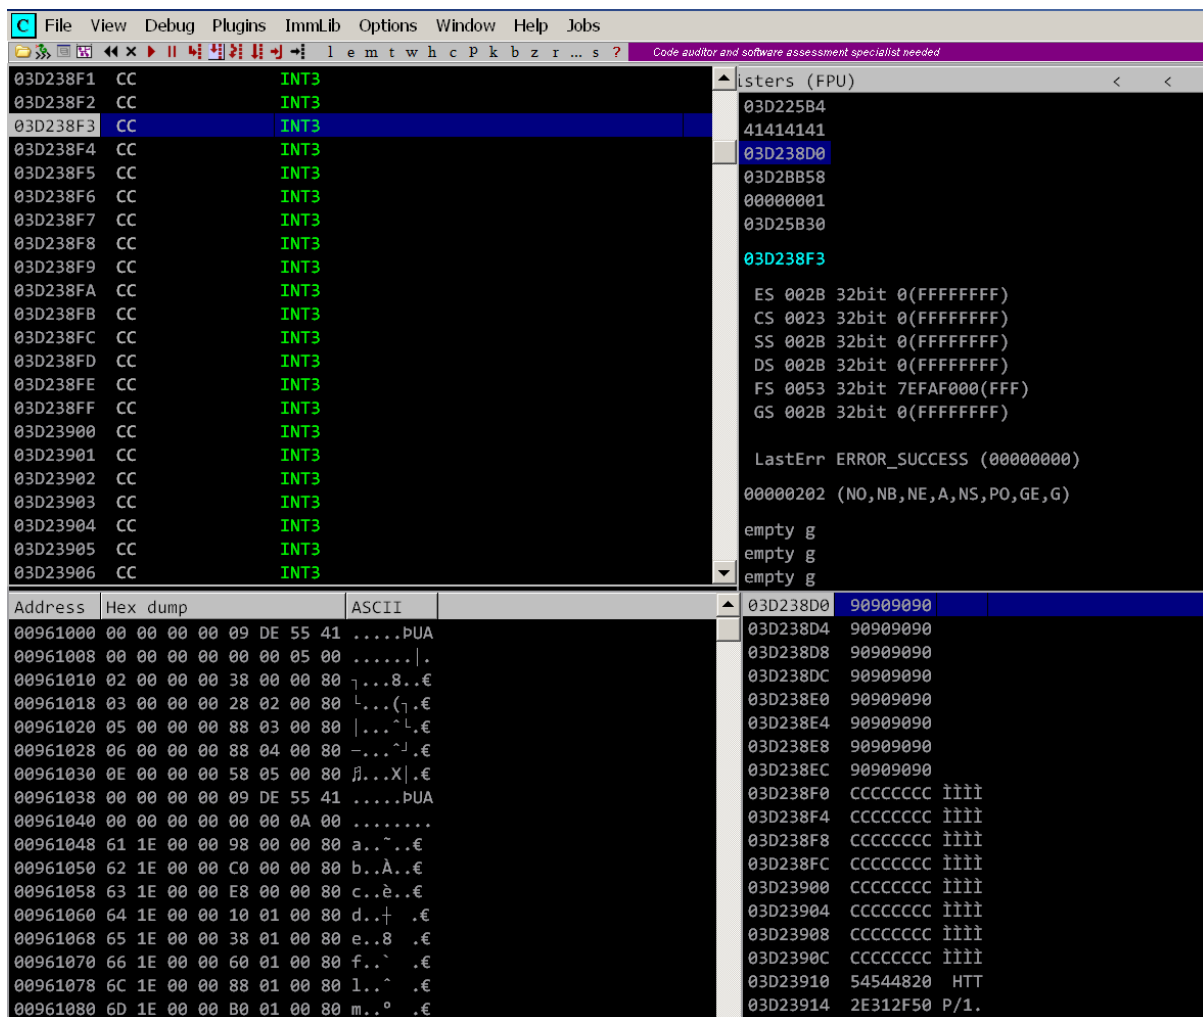 C File View Debug Plugins ImmLib Options Window Help Jobs
l e m t w h c P k b z r ... s ? Code auditor and software assessment specialist needed
03D238F1 CC INT3
03D238F2 CC INT3
03D238F3 CC INT3
03D238F4 CC INT3
03D238F5 CC INT3
03D238F6 CC INT3
03D238F7 CC INT3
03D238F8 CC INT3
03D238F9 CC INT3
03D238FA CC INT3
03D238FB CC INT3
03D238FC CC INT3
03D238FD CC INT3
03D238FE CC INT3
03D238FF CC INT3
03D23900 CC INT3
03D23901 CC INT3
03D23902 CC INT3
03D23903 CC INT3
03D23904 CC INT3
03D23905 CC INT3
03D23906 CC INT3
isters (FPU) < <
03D225B4
41414141
03D238D0
03D2BB58
00000001
03D25B30
03D238F3
ES 002B 32bit 0(FFFFFFFF)
CS 0023 32bit 0(FFFFFFFF)
SS 002B 32bit 0(FFFFFFFF)
DS 002B 32bit 0(FFFFFFFF)
FS 0053 32bit 7EFAF000(FFF)
GS 002B 32bit 0(FFFFFFFF)
LastErr ERROR_SUCCESS (00000000)
00000202 (NO,NB,NE,A,NS,PO,GE,G)
empty g
empty g
empty g
Address Hex dump ASCII
00961000 00 00 00 00 09 DE 55 41 .....ÞUA
00961008 00 00 00 00 00 00 05 00 ......|.
00961010 02 00 00 00 38 00 00 80 ┐...8..€
00961018 03 00 00 00 28 02 00 80 └...(┐.€
00961020 05 00 00 00 88 03 00 80 |...ˆ└.€
00961028 06 00 00 00 88 04 00 80 –...ˆ┘.€
00961030 0E 00 00 00 58 05 00 80 ♬...X|.€
00961038 00 00 00 00 09 DE 55 41 .....ÞUA
00961040 00 00 00 00 00 00 0A 00 ........
00961048 61 1E 00 00 98 00 00 80 a..˜..€
00961050 62 1E 00 00 C0 00 00 80 b..À..€
00961058 63 1E 00 00 E8 00 00 80 c..è..€
00961060 64 1E 00 00 10 01 00 80 d..┼ .€
00961068 65 1E 00 00 38 01 00 80 e..8 .€
00961070 66 1E 00 00 60 01 00 80 f..` .€
00961078 6C 1E 00 00 88 01 00 80 l..ˆ .€
00961080 6D 1E 00 00 B0 01 00 80 m..° .€
03D238D0 90909090
03D238D4 90909090
03D238D8 90909090
03D238DC 90909090
03D238E0 90909090
03D238E4 90909090
03D238E8 90909090
03D238EC 90909090
03D238F0 CCCCCCCC ÌÌÌÌ
03D238F4 CCCCCCCC ÌÌÌÌ
03D238F8 CCCCCCCC ÌÌÌÌ
03D238FC CCCCCCCC ÌÌÌÌ
03D23900 CCCCCCCC ÌÌÌÌ
03D23904 CCCCCCCC ÌÌÌÌ
03D23908 CCCCCCCC ÌÌÌÌ
03D2390C CCCCCCCC ÌÌÌÌ
03D23910 54544820 HTT
03D23914 2E312F50 P/1.